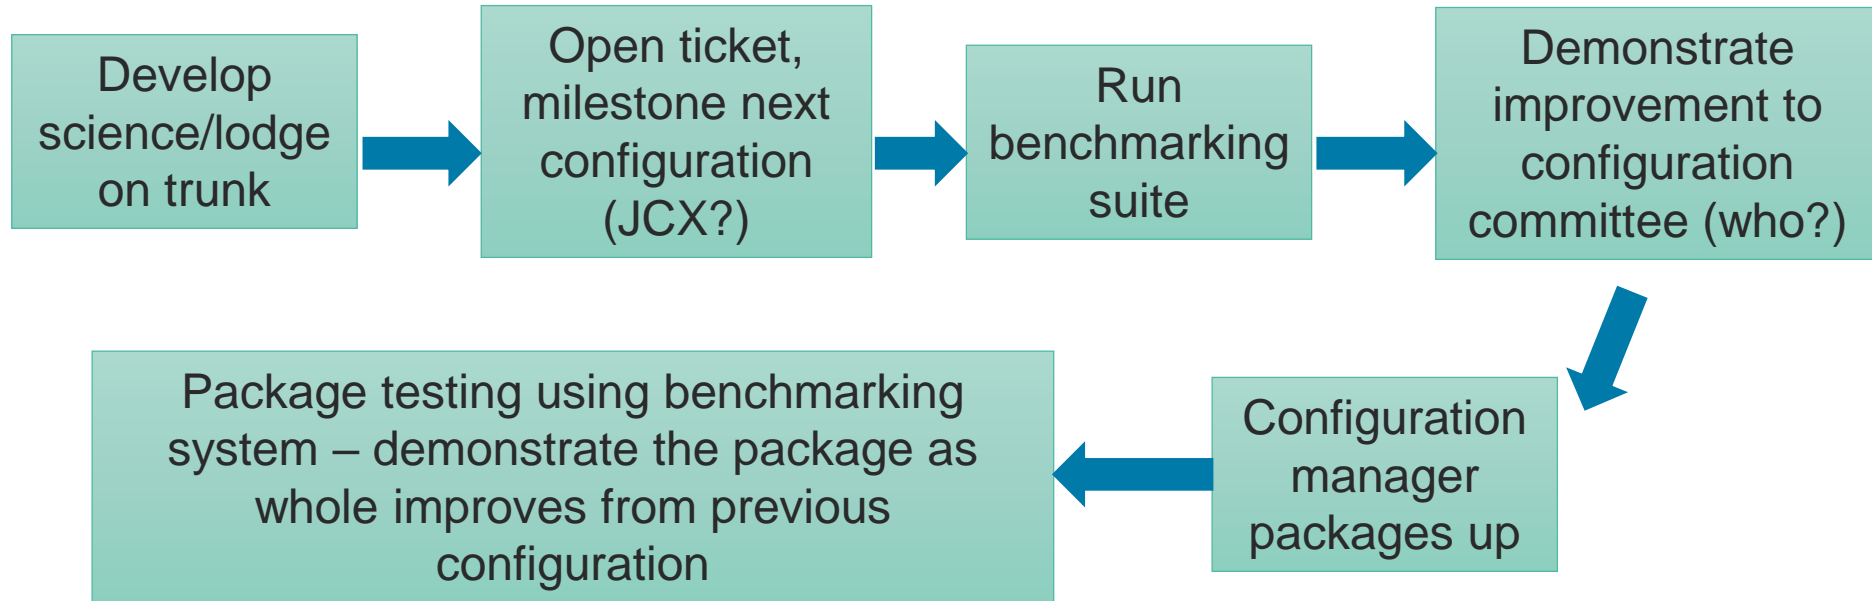 Develop
science/lodge
on trunk
Open ticket,
milestone next
configuration
(JCX?)
Run
benchmarking
suite
Demonstrate
improvement to
configuration
committee (who?)
Configuration
manager
packages up
Package testing using benchmarking
system – demonstrate the package as
whole improves from previous
configuration